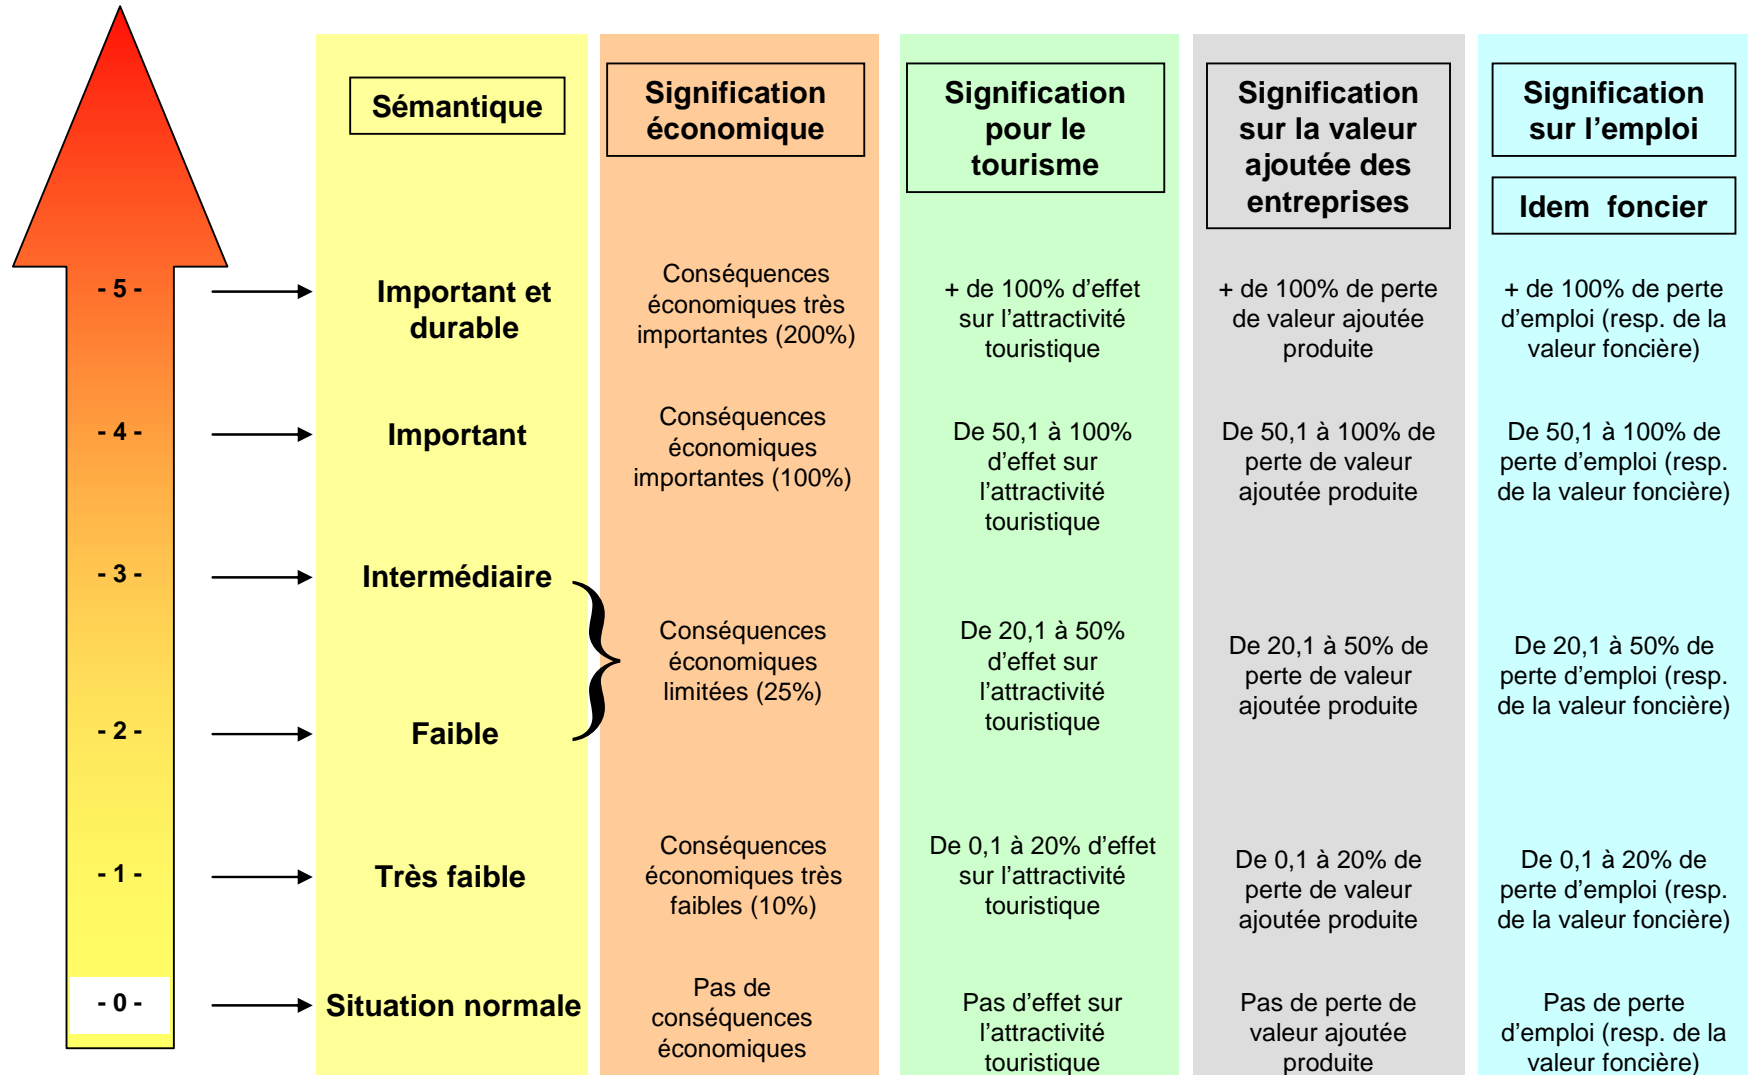 Sémantique
Signification
économique
Signification
pour le
tourisme
Signification
sur la valeur
ajoutée des
entreprises
Signification
sur l’emploi
Idem foncier
- 5 -
Important et
durable
Conséquences
économiques très
importantes (200%)
+ de 100% d’effet
sur l’attractivité
touristique
+ de 100% de perte
de valeur ajoutée
produite
+ de 100% de perte
d’emploi (resp. de la
valeur foncière)
- 4 -
Important
Conséquences
économiques
importantes (100%)
De 50,1 à 100%
d’effet sur
l’attractivité
touristique
De 50,1 à 100% de
perte de valeur
ajoutée produite
De 50,1 à 100% de
perte d’emploi (resp.
de la valeur foncière)
- 3 -
Intermédiaire
Conséquences
économiques
limitées (25%)
De 20,1 à 50%
d’effet sur
l’attractivité
touristique
De 20,1 à 50% de
perte de valeur
ajoutée produite
De 20,1 à 50% de
perte d’emploi (resp.
de la valeur foncière)
- 2 -
Faible
- 1 -
Très faible
Conséquences
économiques très
faibles (10%)
De 0,1 à 20% d’effet
sur l’attractivité
touristique
De 0,1 à 20% de
perte de valeur
ajoutée produite
De 0,1 à 20% de
perte d’emploi (resp.
de la valeur foncière)
- 0 -
Situation normale
Pas de
conséquences
économiques
Pas d’effet sur
l’attractivité
touristique
Pas de perte de
valeur ajoutée
produite
Pas de perte
d’emploi (resp. de la
valeur foncière)